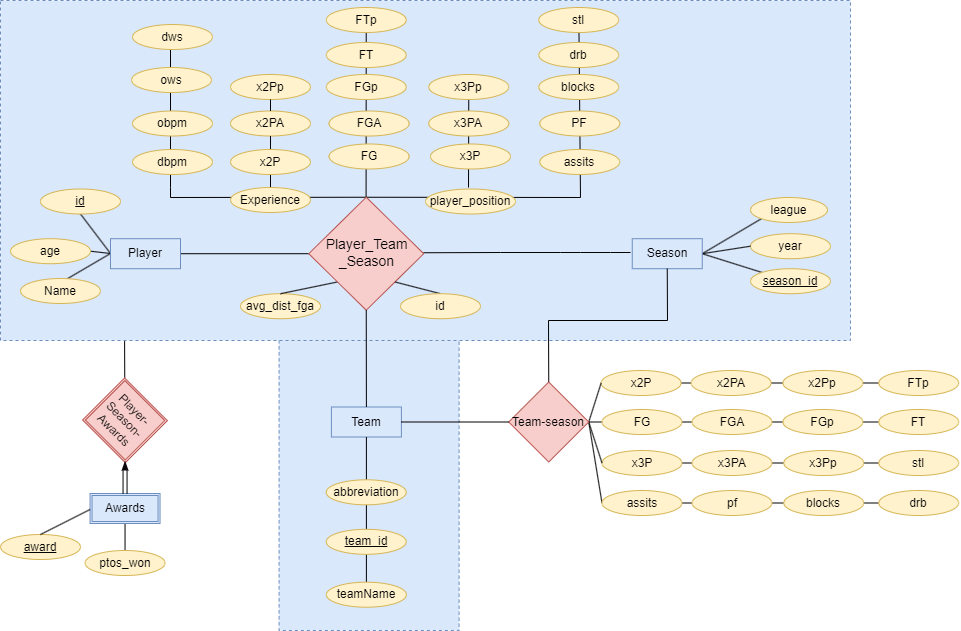 FTp
stl
dws
FT
drb
ows
x2Pp
FGp
x3Pp
blocks
obpm
x2PA
FGA
x3PA
PF
dbpm
x2P
FG
x3P
assits
id
Experience
player_position
league
age
Player
Player_Team
_Season
Season
year
Name
avg_dist_fga
id
season_id
Player-
Season-
Awards
Team
Team-season
x2P
x2PA
x2Pp
FTp
FG
FGA
FGp
FT
x3P
x3PA
x3Pp
stl
assits
pf
blocks
drb
abbreviation
Awards
award
team_id
ptos_won
teamName